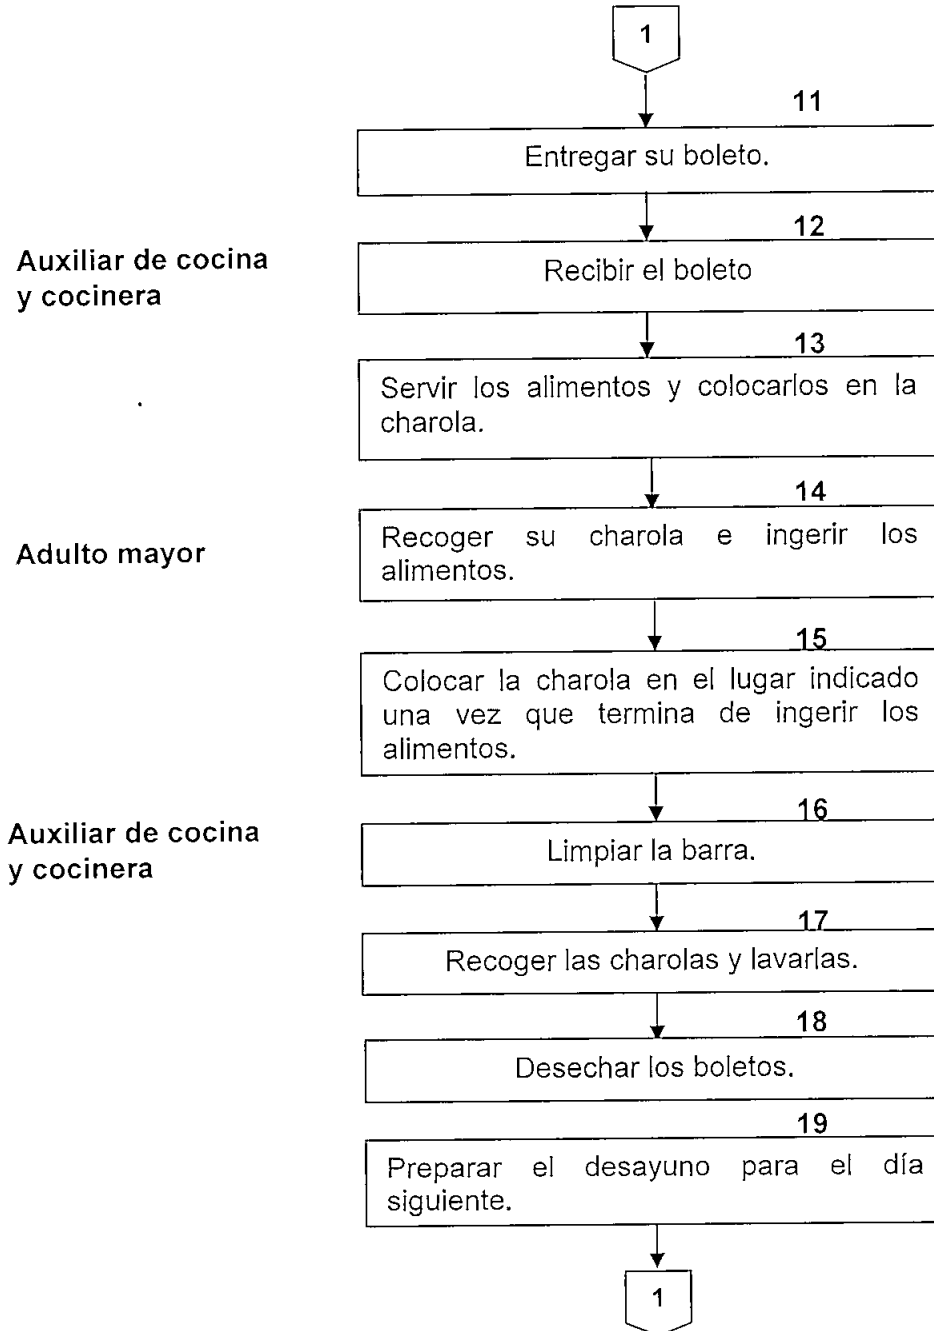 1
11
Entregar su boleto.
12
Auxiliar de cocina
y cocinera
Recibir el boleto
13
Servir los alimentos y colocarlos en la
charola.
14
Adulto mayor
Recoger su charola e ingerir los
alimentos.
15
Colocar la charola en el lugar indicado
una vez que termina de ingerir los
alimentos.
16
Auxiliar de cocina
y cocinera
Limpiar la barra.
17
Recoger las charolas y lavarlas.
18
Desechar los boletos.
19
Preparar el desayuno para el día
siguiente.
1